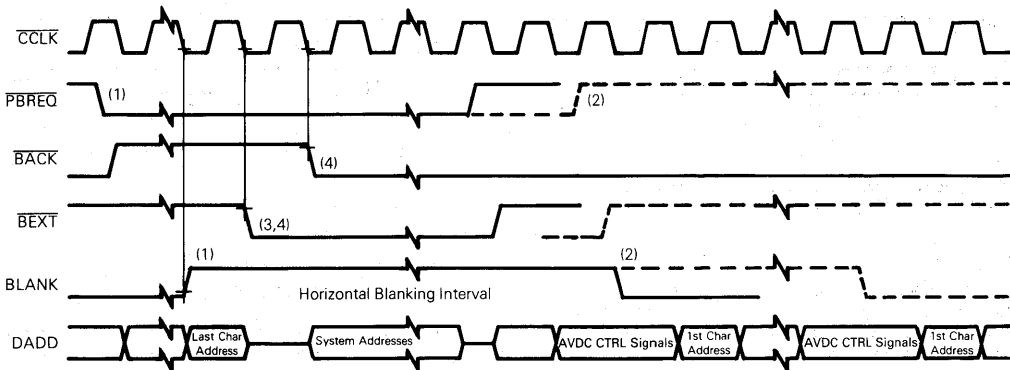 CCLK
PBREQ
(1)
(2)
BACK
(4)
BEXT
(3,4)
BLANK
(1)
(2)
Horizontal Blanking Interval
DADD
Last Char
Address
System Addresses
AVDC CTRL Signals
1st Char
Address
AVDC CTRL Signals
1st Char
Address